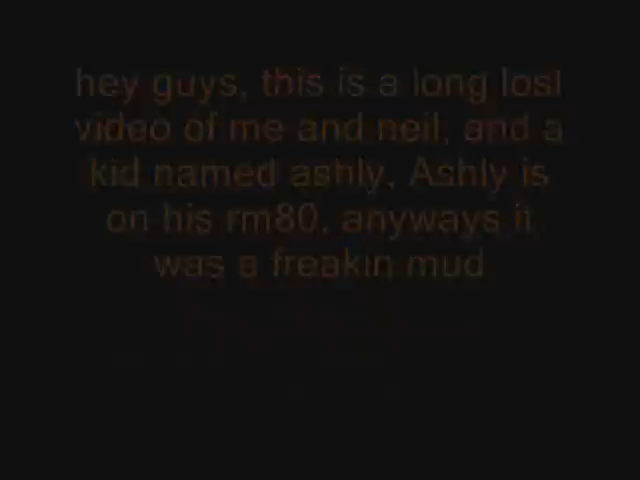 hey guys, this is a long lost
video of me and neil, and a
kid named ashly. Ashly is
on his rm80. anyways it
was a freakin mud